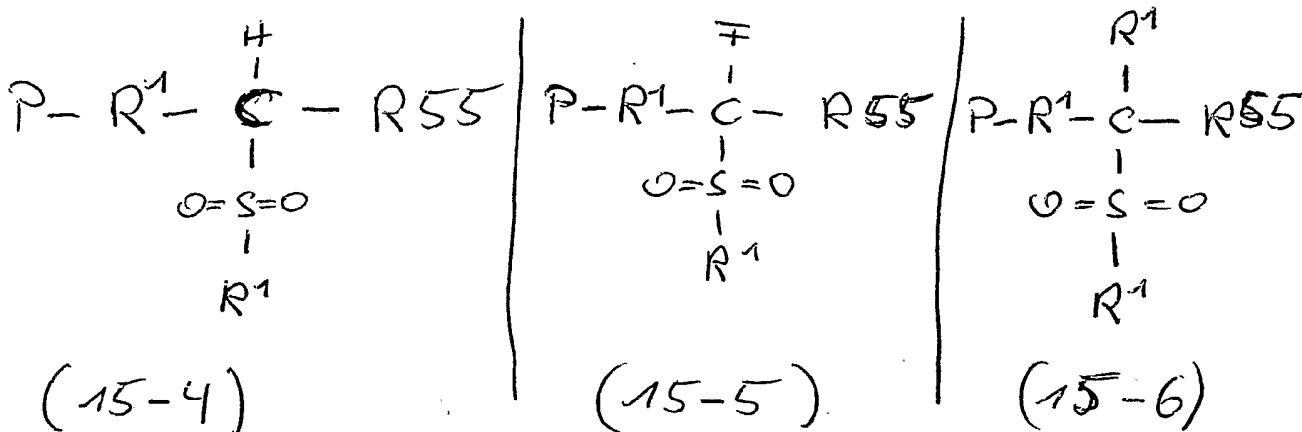 H F R¹
P–R¹–C–R55 P–R¹–C–R55 P–R¹–C–R55
O=S=O O=S=O O=S=O
R¹ R¹ R¹
(15-4) (15-5) (15-6)